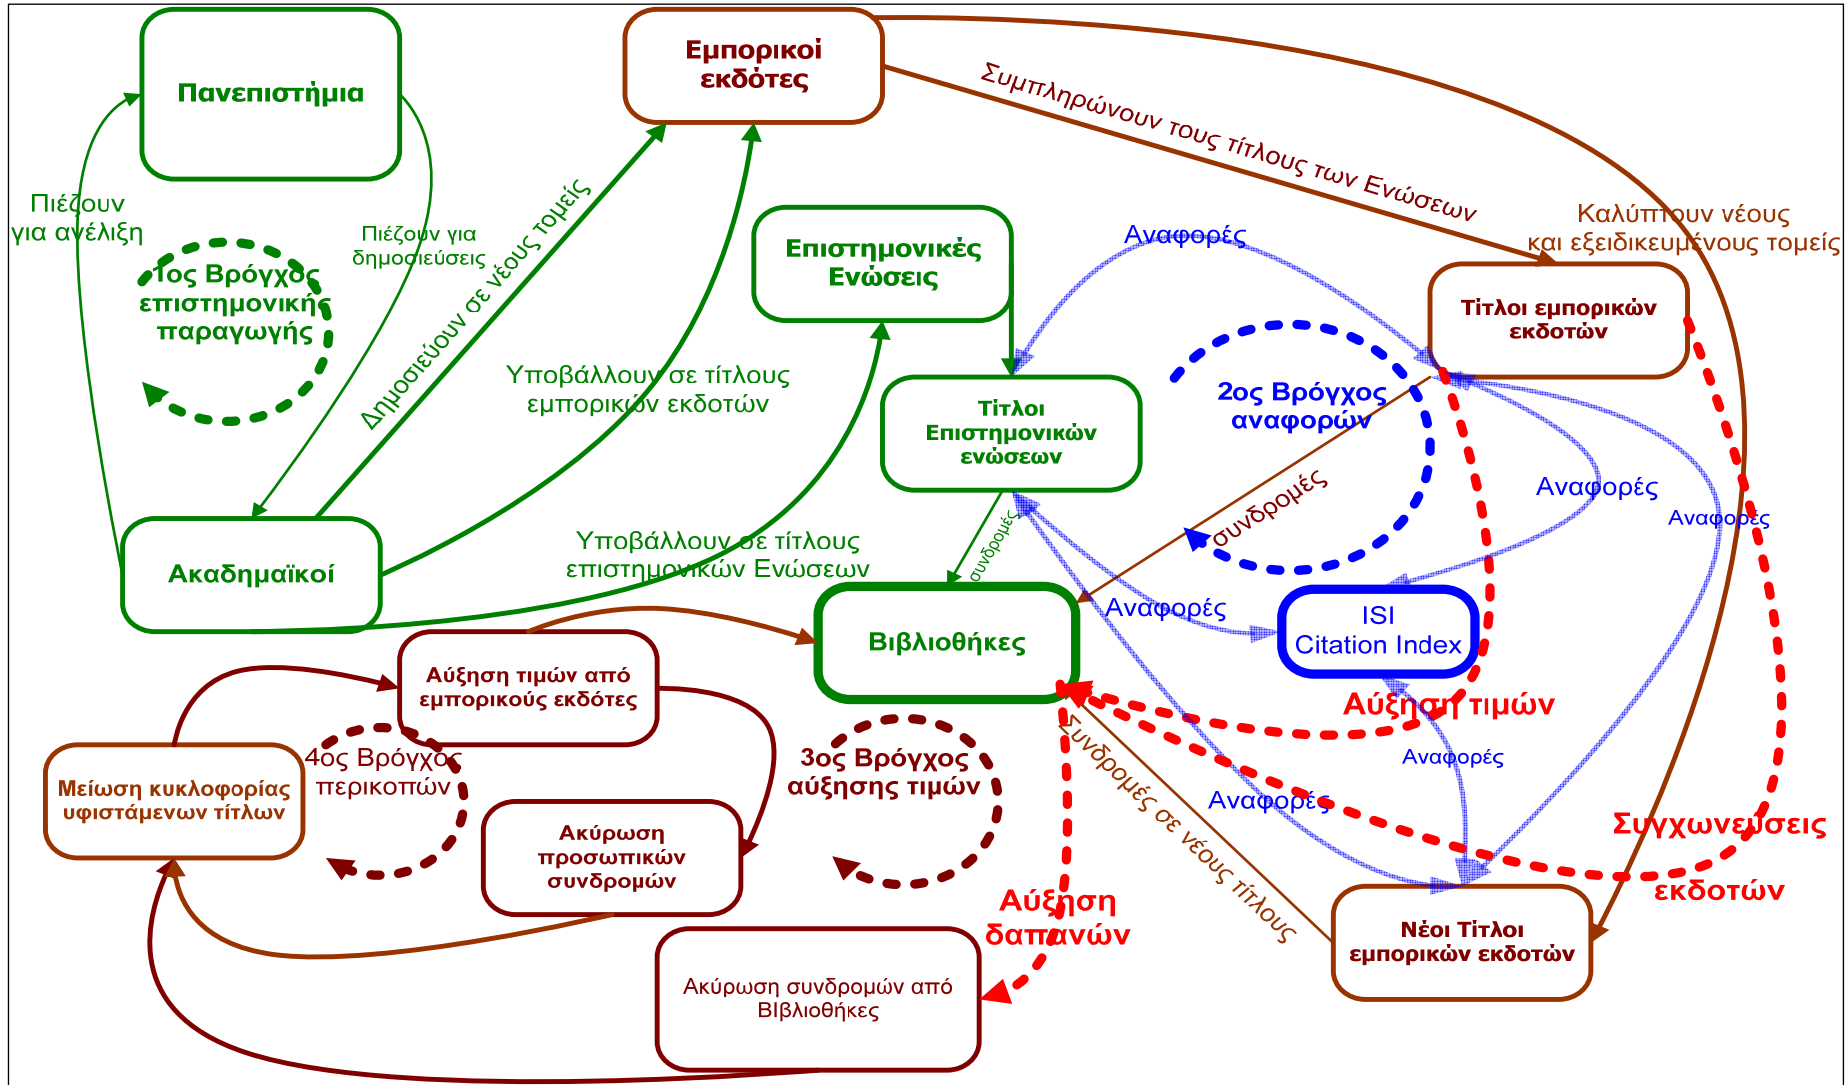 Πανεπιστήμια
Εμπορικοί
εκδότες
Συμπληρώνουν τους τίτλους των Ενώσεων
Καλύπτουν νέους
και εξειδικευμένους τομείς
Πιέζουν
για ανέλιξη
Πιέζουν για
δημοσιεύσεις
Δημοσιεύουν σε νέους τομείς
1ος Βρόγχος
επιστημονικής
παραγωγής
Επιστημονικές
Ενώσεις
Αναφορές
Τίτλοι εμπορικών
εκδοτών
Υποβάλλουν σε τίτλους
εμπορικών εκδοτών
Τίτλοι
Επιστημονικών
ενώσεων
2ος Βρόγχος
αναφορών
Αναφορές
Αναφορές
συνδρομές
συνδρομές
Ακαδημαϊκοί
Υποβάλλουν σε τίτλους
επιστημονικών Ενώσεων
Βιβλιοθήκες
Αναφορές
ISI
Citation Index
Αύξηση τιμών από
εμπορικούς εκδότες
Αύξηση τιμών
Μείωση κυκλοφορίας
υφιστάμενων τίτλων
4ος Βρόγχος
περικοπών
3ος Βρόγχος
αύξησης τιμών
Συνδρομές σε νέους τίτλους
Αναφορές
Αναφορές
Συγχωνεύσεις
εκδοτών
Ακύρωση
προσωπικών
συνδρομών
Αύξηση
δαπανών
Νέοι Τίτλοι
εμπορικών εκδοτών
Ακύρωση συνδρομών από
ΒΙβλιοθήκες